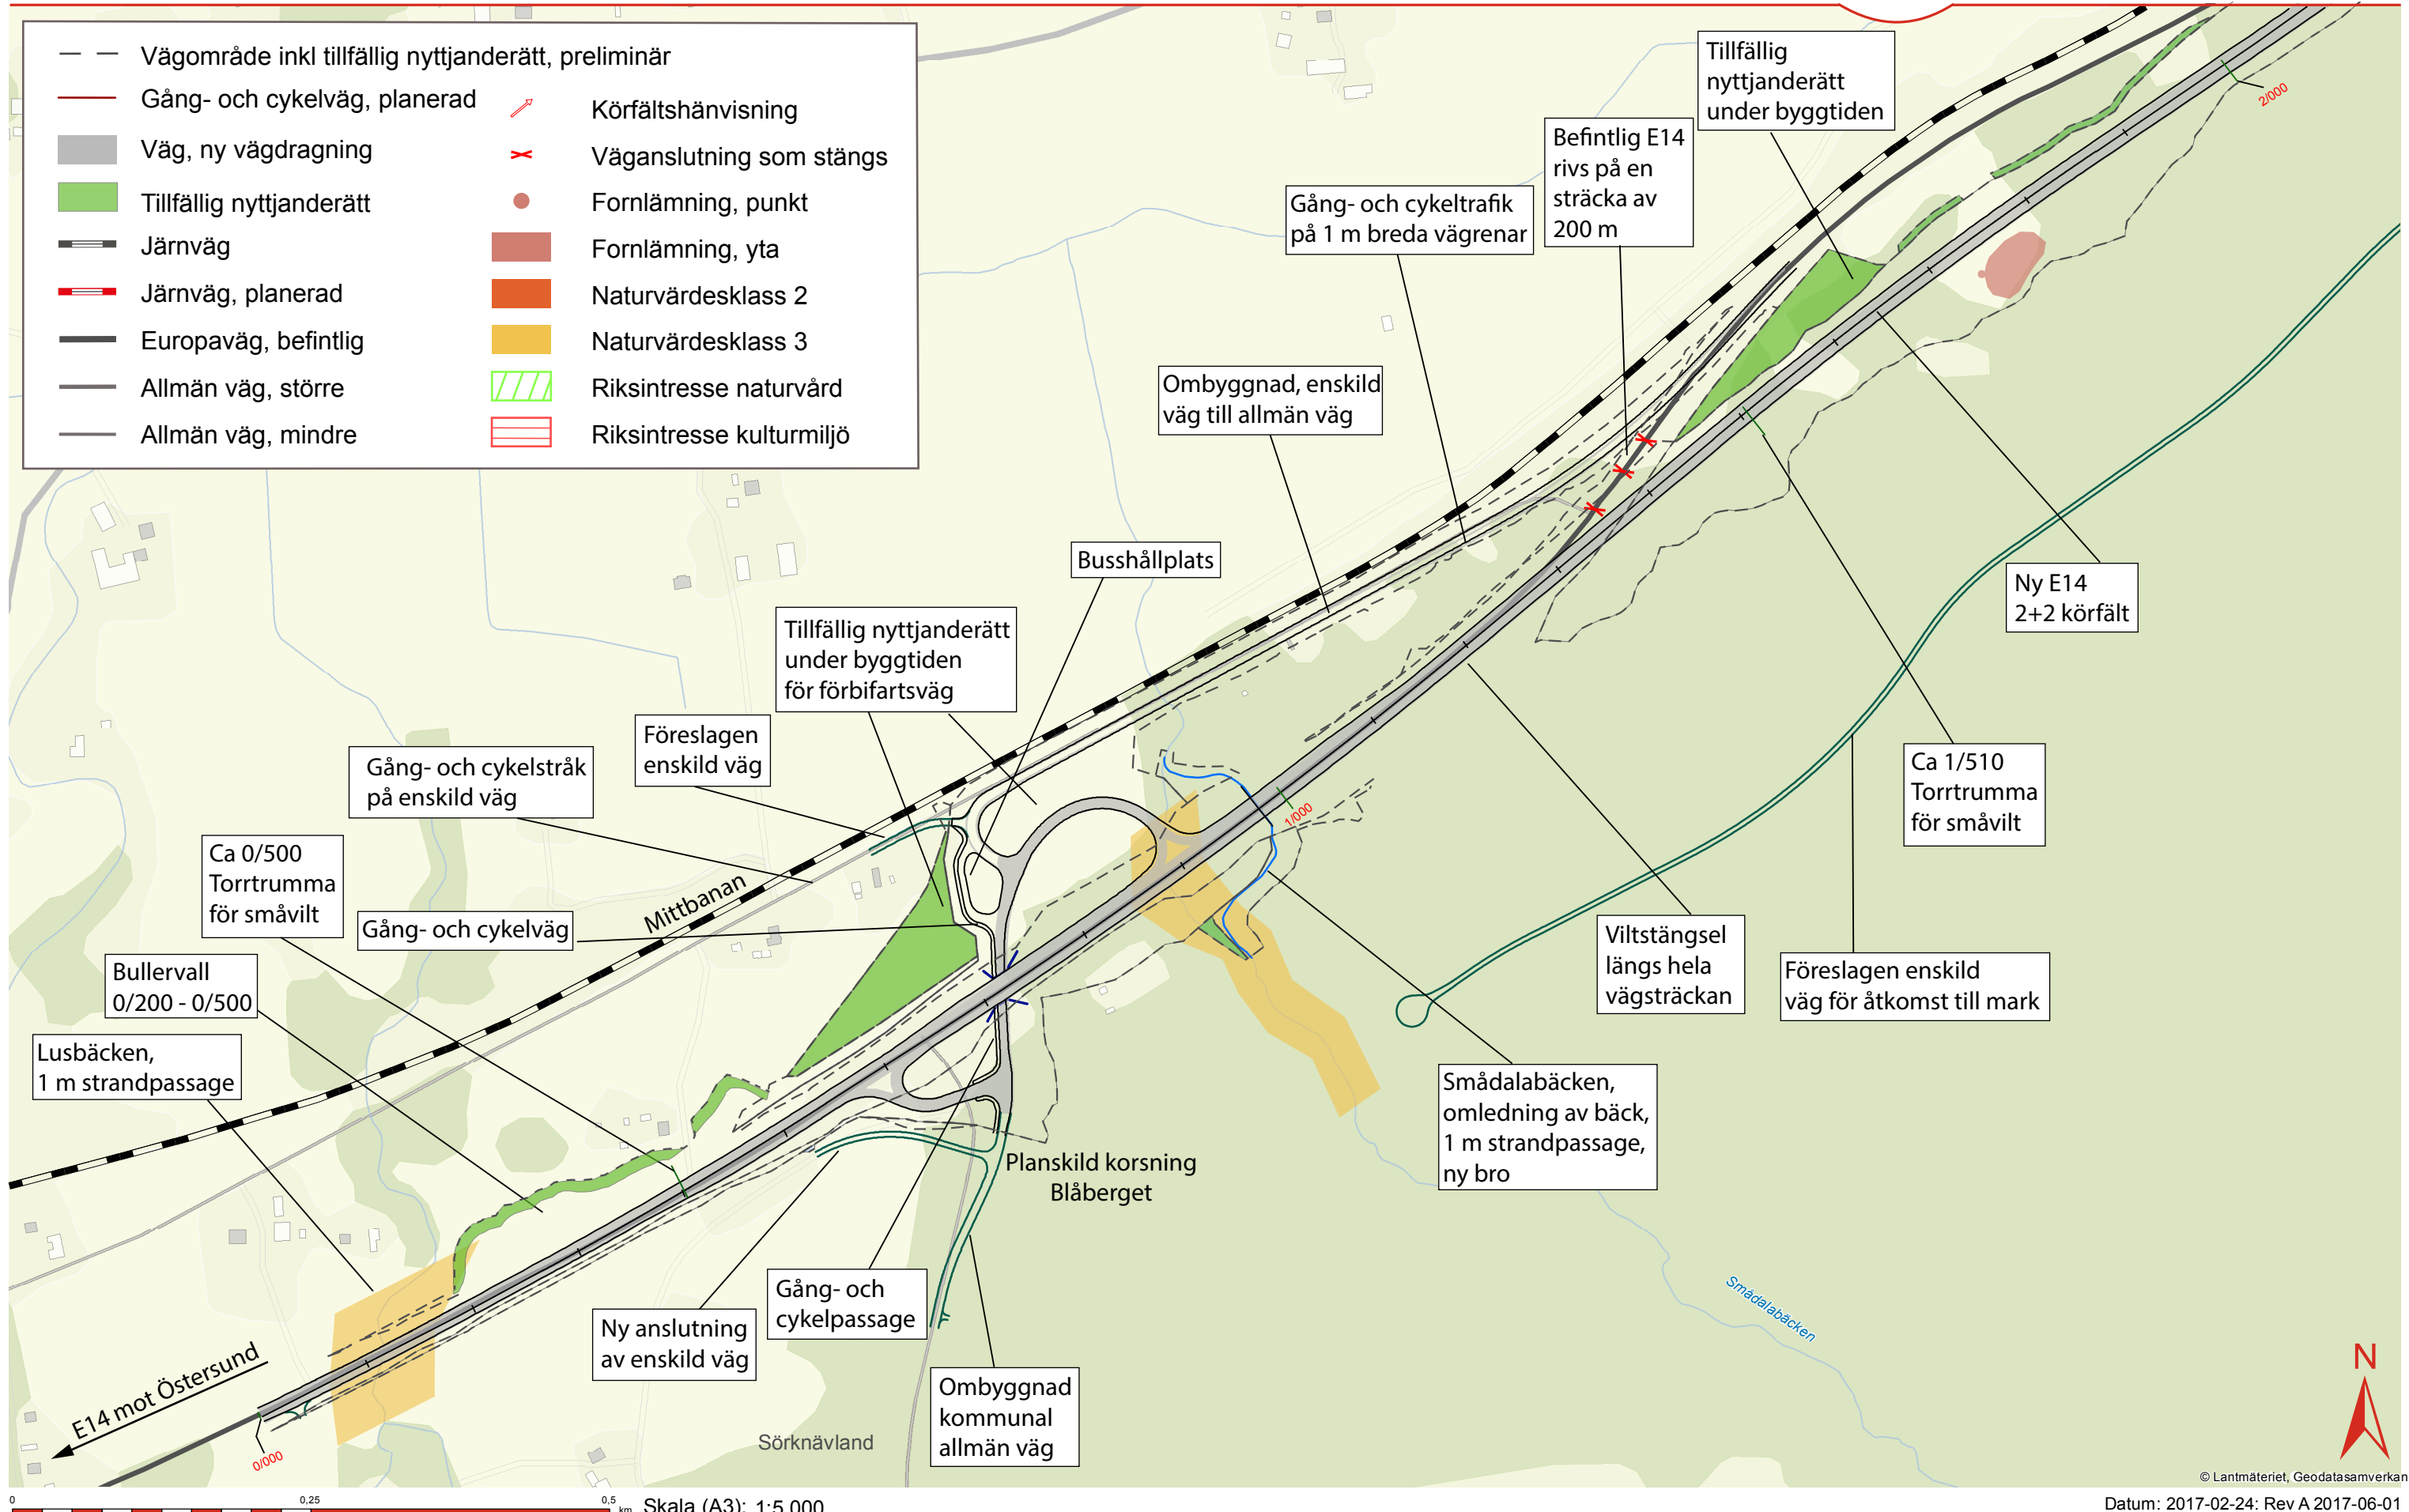 Vägområde inkl tillfällig nyttjanderätt, preliminär
Gång- och cykelväg, planerad
Väg, ny vägdragning
Tillfällig nyttjanderätt
Järnväg
Järnväg, planerad
Europaväg, befintlig
Allmän väg, större
Allmän väg, mindre
Körfältshänvisning
Väganslutning som stängs
Fornlämning, punkt
Fornlämning, yta
Naturvärdesklass 2
Naturvärdesklass 3
Riksintresse naturvård
Riksintresse kulturmiljö
Tillfällig
nyttjanderätt
under byggtiden
2/000
Befintlig E14
rivs på en
sträcka av
200 m
Gång- och cykeltrafik
på 1 m breda vägrenar
Ombyggnad, enskild
väg till allmän väg
Busshållplats
Ny E14
2+2 körfält
Tillfällig nyttjanderätt
under byggtiden
för förbifartsväg
Föreslagen
enskild väg
Gång- och cykelstråk
på enskild väg
Ca 1/510
Torrtrumma
för småvilt
1/000
Ca 0/500
Torrtrumma
för småvilt
Mittbanan
Gång- och cykelväg
Viltstängsel
längs hela
vägsträckan
Föreslagen enskild
väg för åtkomst till mark
Bullervall
0/200 - 0/500
Lusbäcken,
1 m strandpassage
Smådalabäcken,
omledning av bäck,
1 m strandpassage,
ny bro
Planskild korsning
Blåberget
Gång- och
cykelpassage
Ny anslutning
av enskild väg
Smådalabäcken
E14 mot Östersund
Ombyggnad
kommunal
allmän väg
Sörknävland
0/000
N
© Lantmäteriet, Geodatasamverkan
0 0,25 0,5 km Skala (A3): 1:5 000
Datum: 2017-02-24: Rev A 2017-06-01